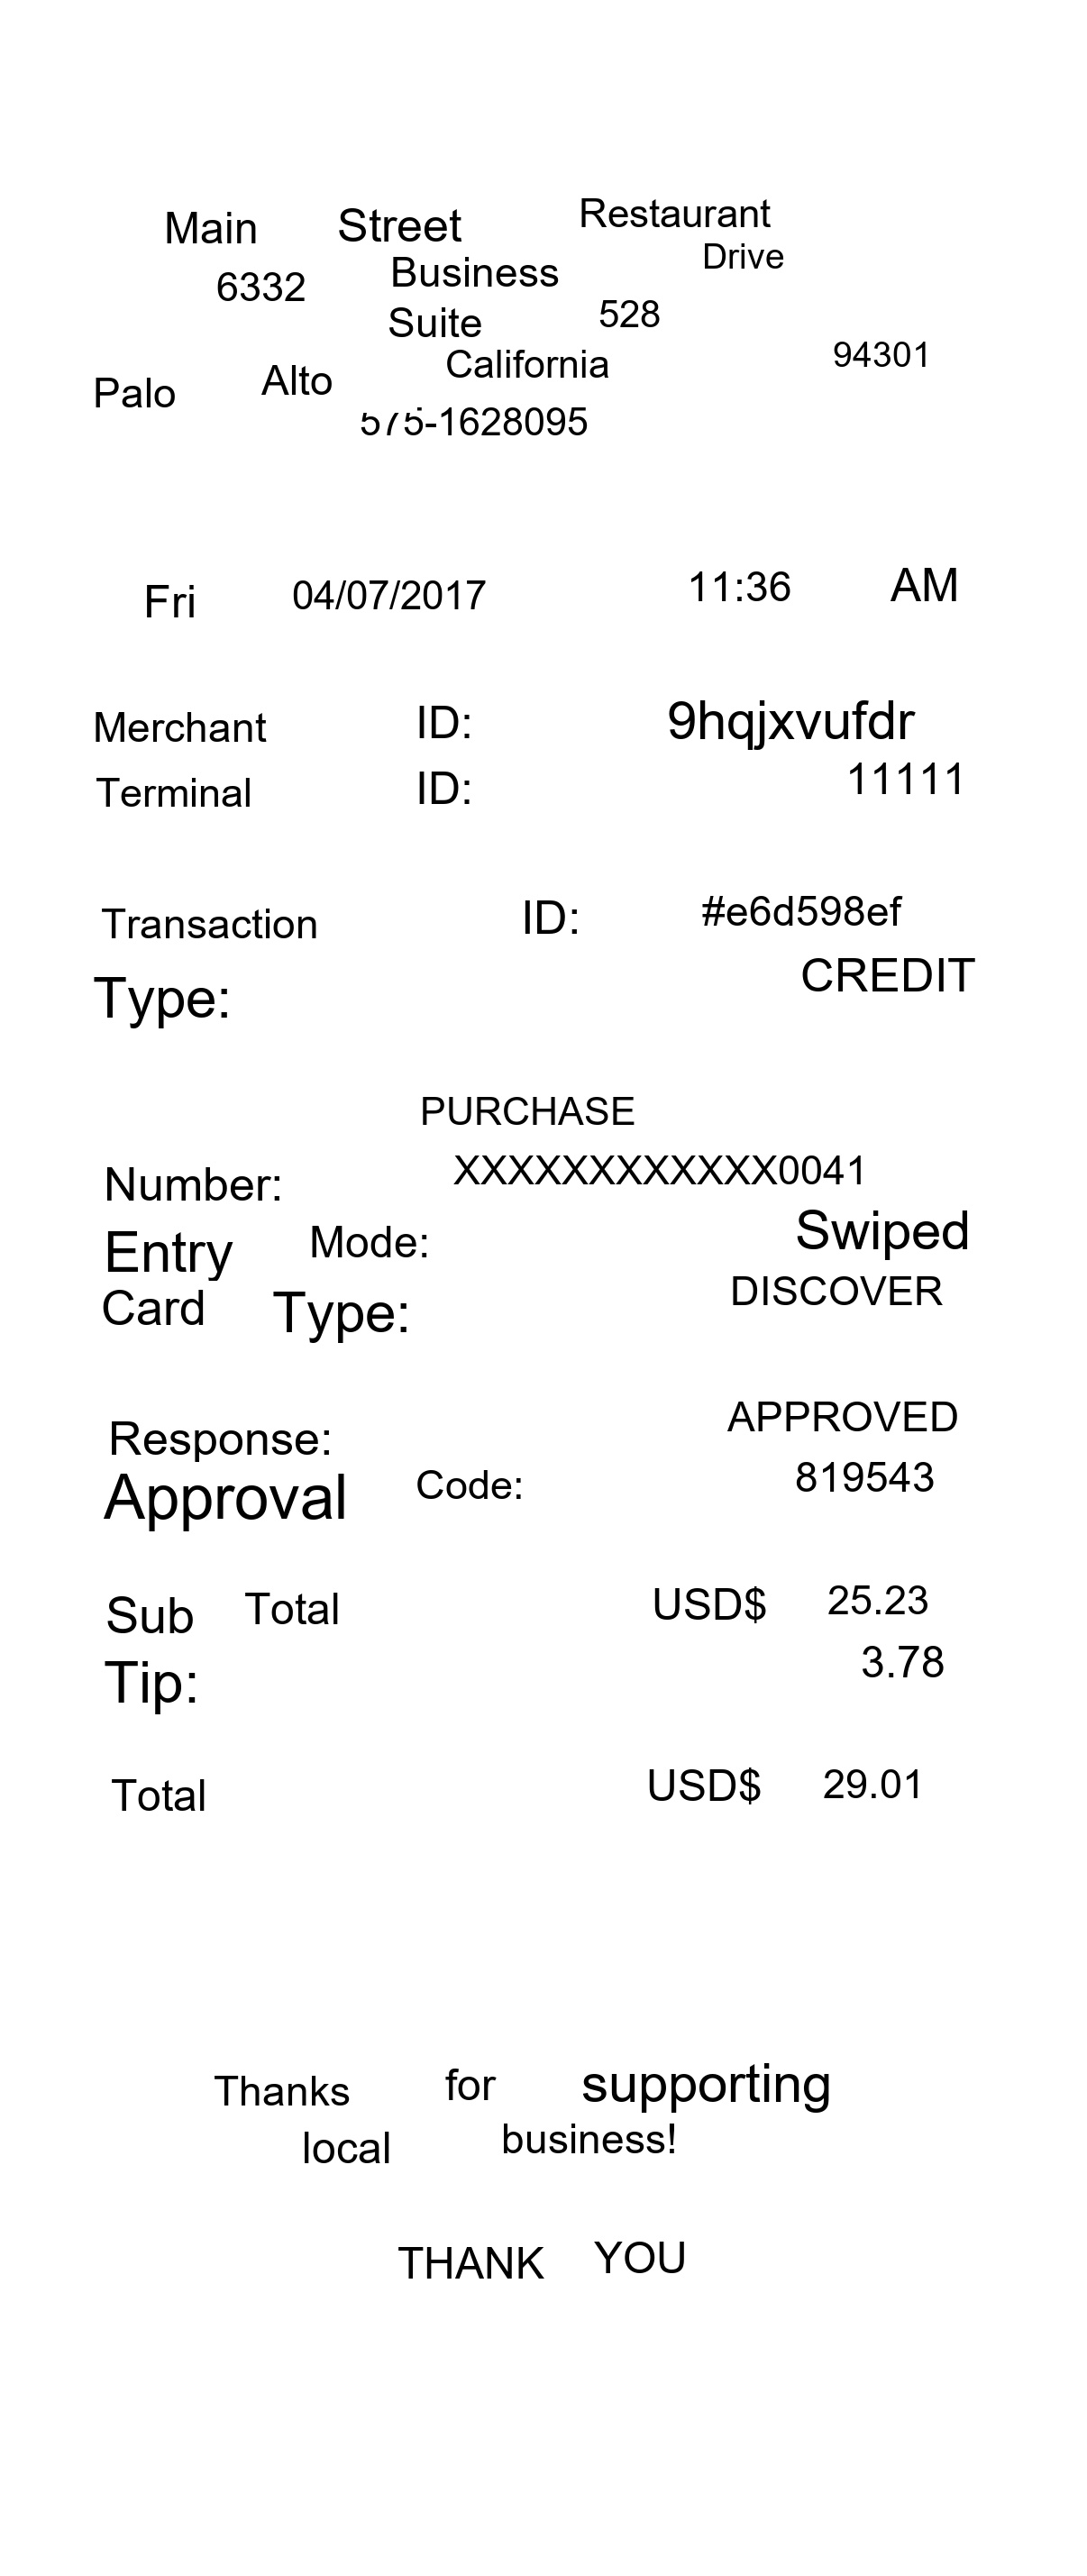 Main Street Restaurant
6332 Business Drive
Suite 528
Palo Alto California 94301
575-1628095
Fri 04/07/2017 11:36 AM
Merchant ID: 9hqjxvufdr
Terminal ID: 11111
Transaction ID: #e6d598ef
Type: CREDIT
PURCHASE
Number: XXXXXXXXXXXX0041
Entry Mode: Swiped
Card Type: DISCOVER
Response: APPROVED
Approval Code: 819543
Sub Total USD$ 25.23
Tip: 3.78
Total USD$ 29.01
Thanks for supporting
local business!
THANK YOU